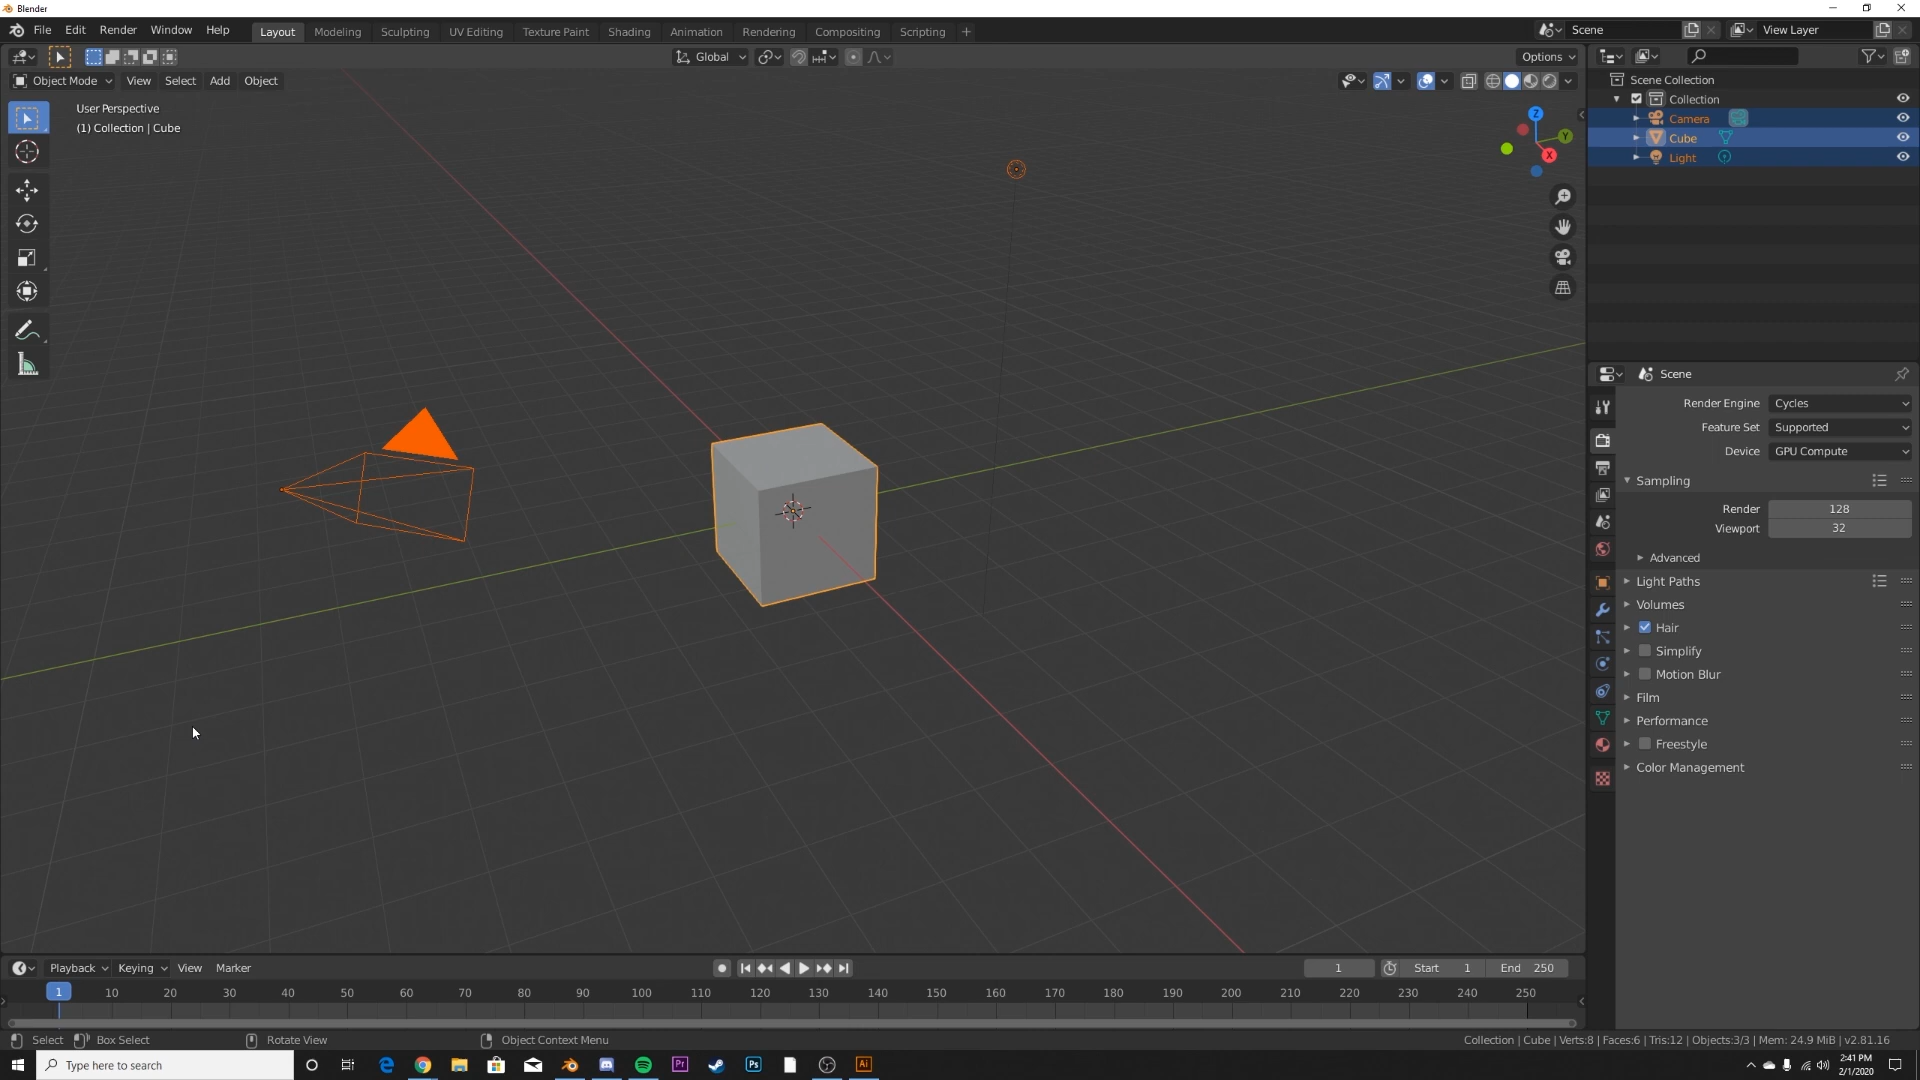 Blender
File Edit Render Window Help Layout Modeling Sculpting UV Editing Texture Paint Shading Animation Rendering Compositing Scripting + Scene View Layer
Global Options
Object Mode View Select Add Object
User Perspective
(1) Collection | Cube
Z
Y
X
Scene Collection
Collection
Camera
Cube
Light
Scene
Render Engine Cycles
Feature Set Supported
Device GPU Compute
Sampling
Render 128
Viewport 32
Advanced
Light Paths
Volumes
Hair
Simplify
Motion Blur
Film
Performance
Freestyle
Color Management
Playback Keying View Marker 1 Start 1 End 250
1 10 20 30 40 50 60 70 80 90 100 110 120 130 140 150 160 170 180 190 200 210 220 230 240 250
Select Box Select Rotate View Object Context Menu Collection | Cube | Verts:8 | Faces:6 | Tris:12 | Objects:3/3 | Mem: 24.9 MiB | v2.81.16
Type here to search Pr Ps Ai 2:41 PM
2/1/2020